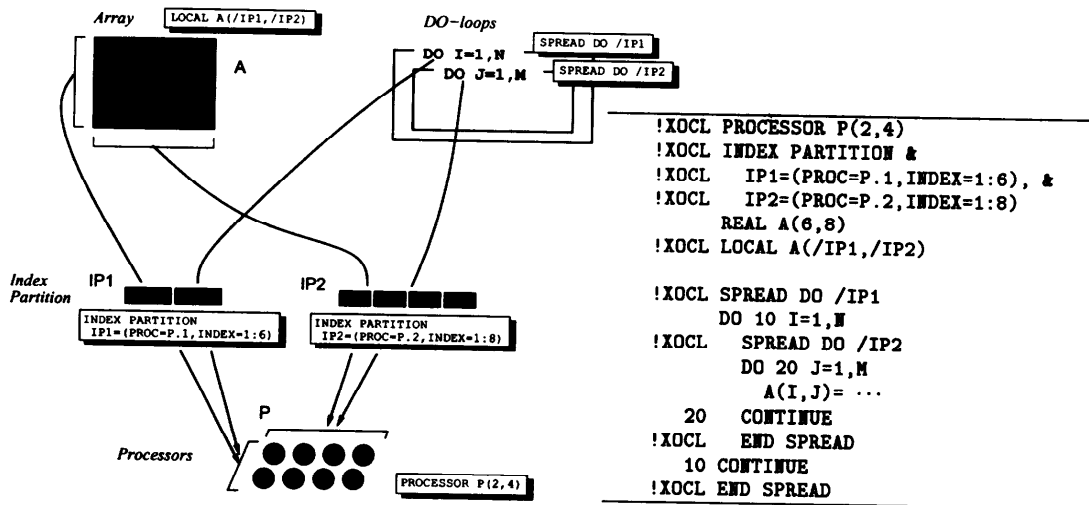 Array
LOCAL A(/IP1,/IP2)
A
DO-loops
DO I=1,N
SPREAD DO /IP1
DO J=1,M
SPREAD DO /IP2
Index
Partition
IP1
IP2
INDEX PARTITION
IP1=(PROC=P.1,INDEX=1:6)
INDEX PARTITION
IP2=(PROC=P.2,INDEX=1:8)
P
Processors
PROCESSOR P(2,4)
!XOCL PROCESSOR P(2,4)
!XOCL INDEX PARTITION &
!XOCL IP1=(PROC=P.1,INDEX=1:6), &
!XOCL IP2=(PROC=P.2,INDEX=1:8)
REAL A(6,8)
!XOCL LOCAL A(/IP1,/IP2)
!XOCL SPREAD DO /IP1
DO 10 I=1,N
!XOCL SPREAD DO /IP2
DO 20 J=1,M
A(I,J)= ···
20 CONTINUE
!XOCL END SPREAD
10 CONTINUE
!XOCL END SPREAD